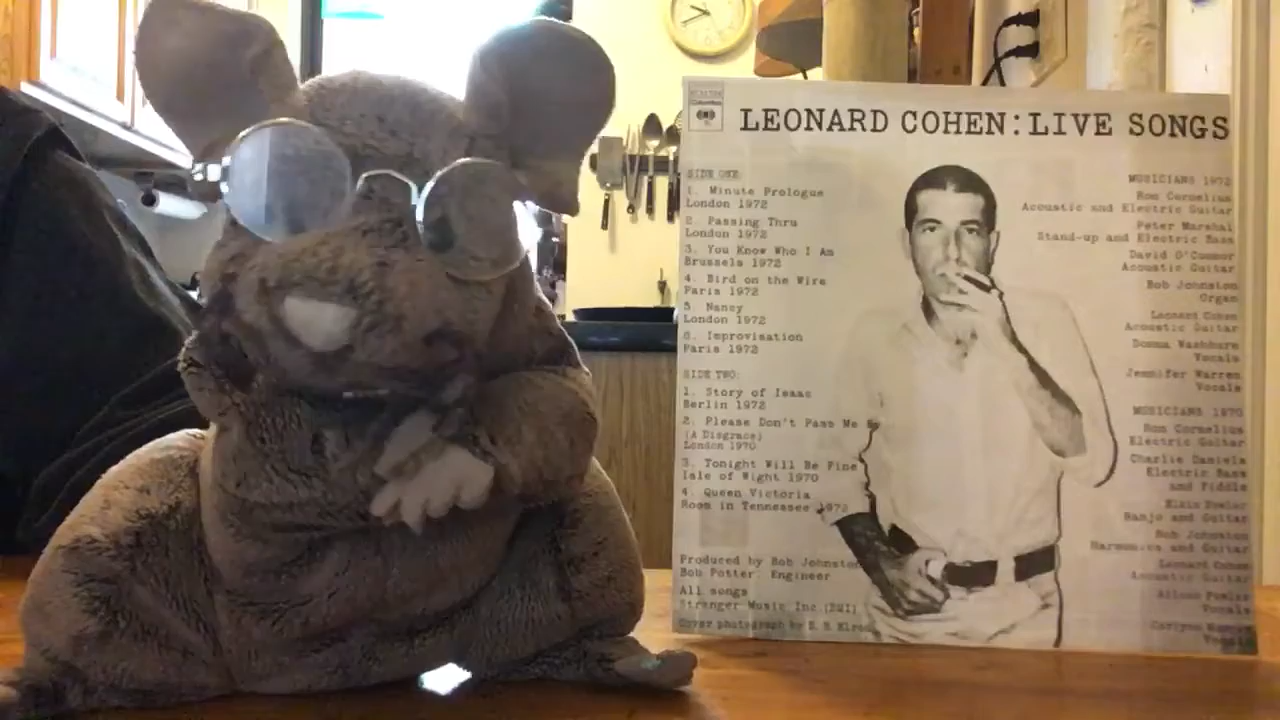 Columbia
LEONARD COHEN: LIVE SONGS
SIDE ONE:
1. Minute Prologue
London 1972
2. Passing Thru
London 1972
3. You Know Who I Am
Brussels 1972
4. Bird on the Wire
Paris 1972
5. Nancy
London 1972
6. Improvisation
Paris 1972
SIDE TWO:
1. Story of Isaac
Berlin 1972
2. Please Don't Pass Me
(A Disgrace)
London 1970
3. Tonight Will Be Fine
Isle of Wight 1970
4. Queen Victoria
Room in Tennessee 1972
Produced by Bob Johnston
Bob Potter: Engineer
All songs
Stranger Music Inc. (BMI)
Cover photograph by S. B. Elrod
MUSICIANS 1972
Ron Cornelius
Acoustic and Electric Guitar
Peter Marshal
Stand-up and Electric Bass
David O'Connor
Acoustic Guitar
Bob Johnston
Organ
Leonard Cohen
Acoustic Guitar
Donna Washburn
Vocals
Jennifer Warren
Vocals
MUSICIANS 1970
Ron Cornelius
Electric Guitar
Charlie Daniels
Electric Bass
and Fiddle
Elkin Fowler
Banjo and Guitar
Bob Johnston
Harmonica and Guitar
Leonard Cohen
Acoustic Guitar
Aileen Fowler
Vocals
Vocals